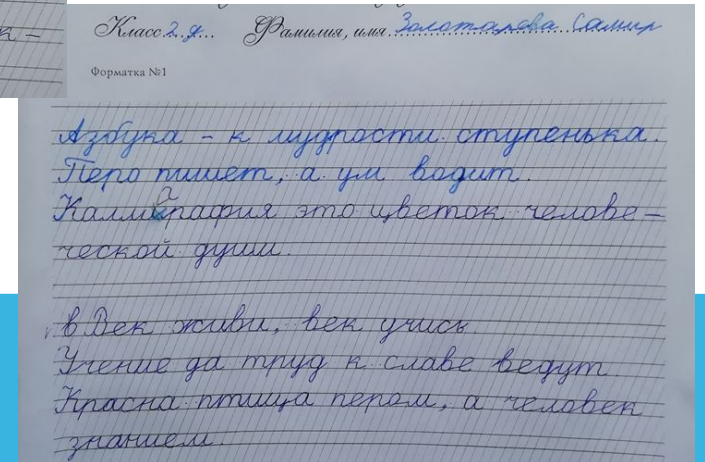 к –
Класс 2 д Фамилия, имя Золотарёва Самир
Форматка №1
Азбука – к мудрости ступенька.
Перо пишет, а ум водит.
Каллиграфия это цветок челове-
ческой души.
в Век живи, век учись
Учение да труд к славе ведут
Красна птица пером, а человек
знанием.